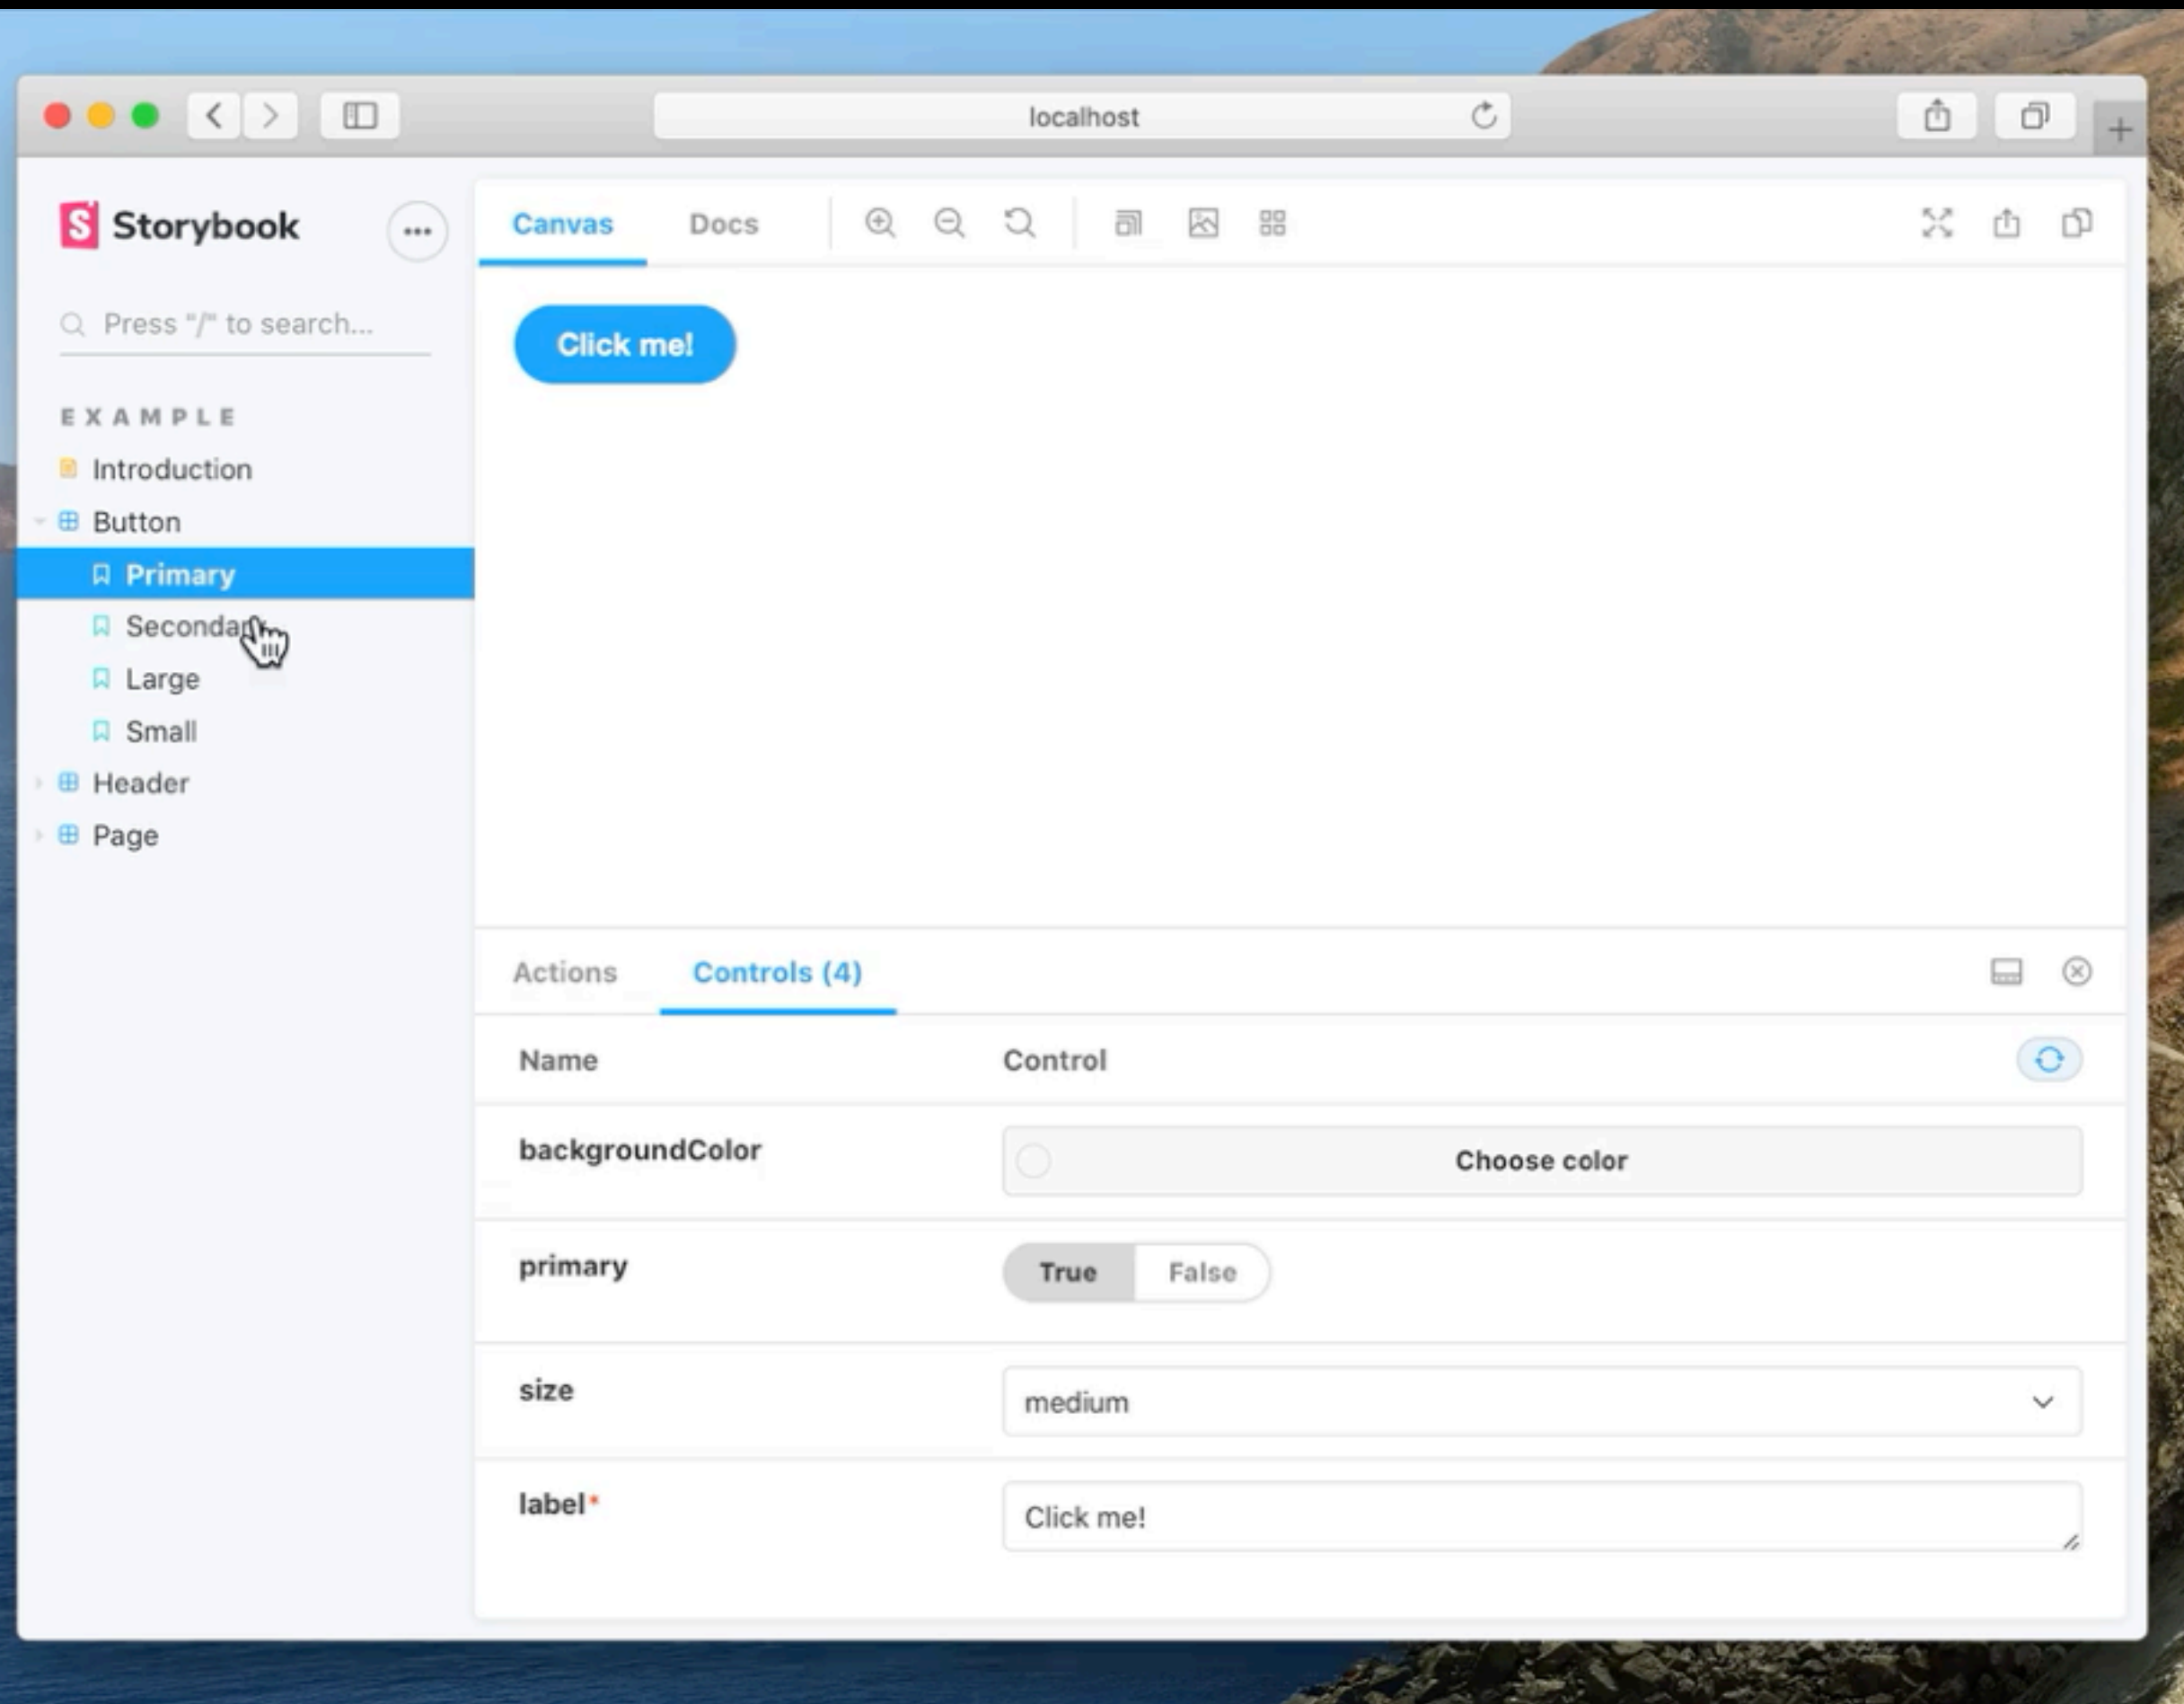 localhost
Storybook
Press "/" to search...
EXAMPLE
Introduction
Button
Primary
Secondary
Large
Small
Header
Page
Canvas Docs
Click me!
Actions Controls (4)
Name Control
backgroundColor Choose color
primary True False
size medium
label* Click me!